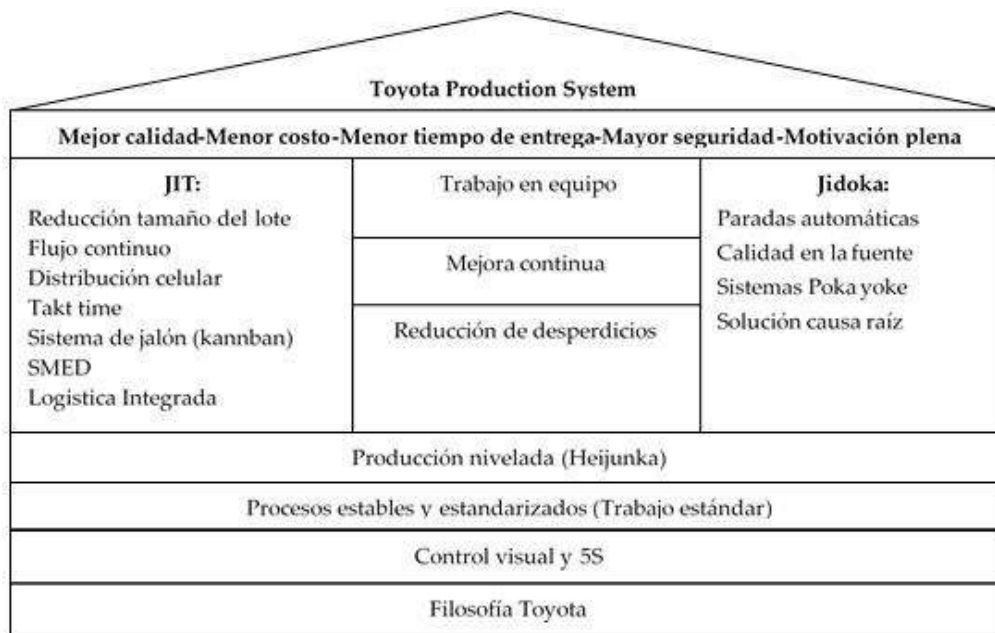 Toyota Production System
Mejor calidad-Menor costo-Menor tiempo de entrega-Mayor seguridad-Motivación plena
JIT:
Reducción tamaño del lote
Flujo continuo
Distribución celular
Takt time
Sistema de jalón (kannban)
SMED
Logistica Integrada
Trabajo en equipo
Mejora continua
Reducción de desperdicios
Jidoka:
Paradas automáticas
Calidad en la fuente
Sistemas Poka yoke
Solución causa raíz
Producción nivelada (Heijunka)
Procesos estables y estandarizados (Trabajo estándar)
Control visual y 5S
Filosofía Toyota